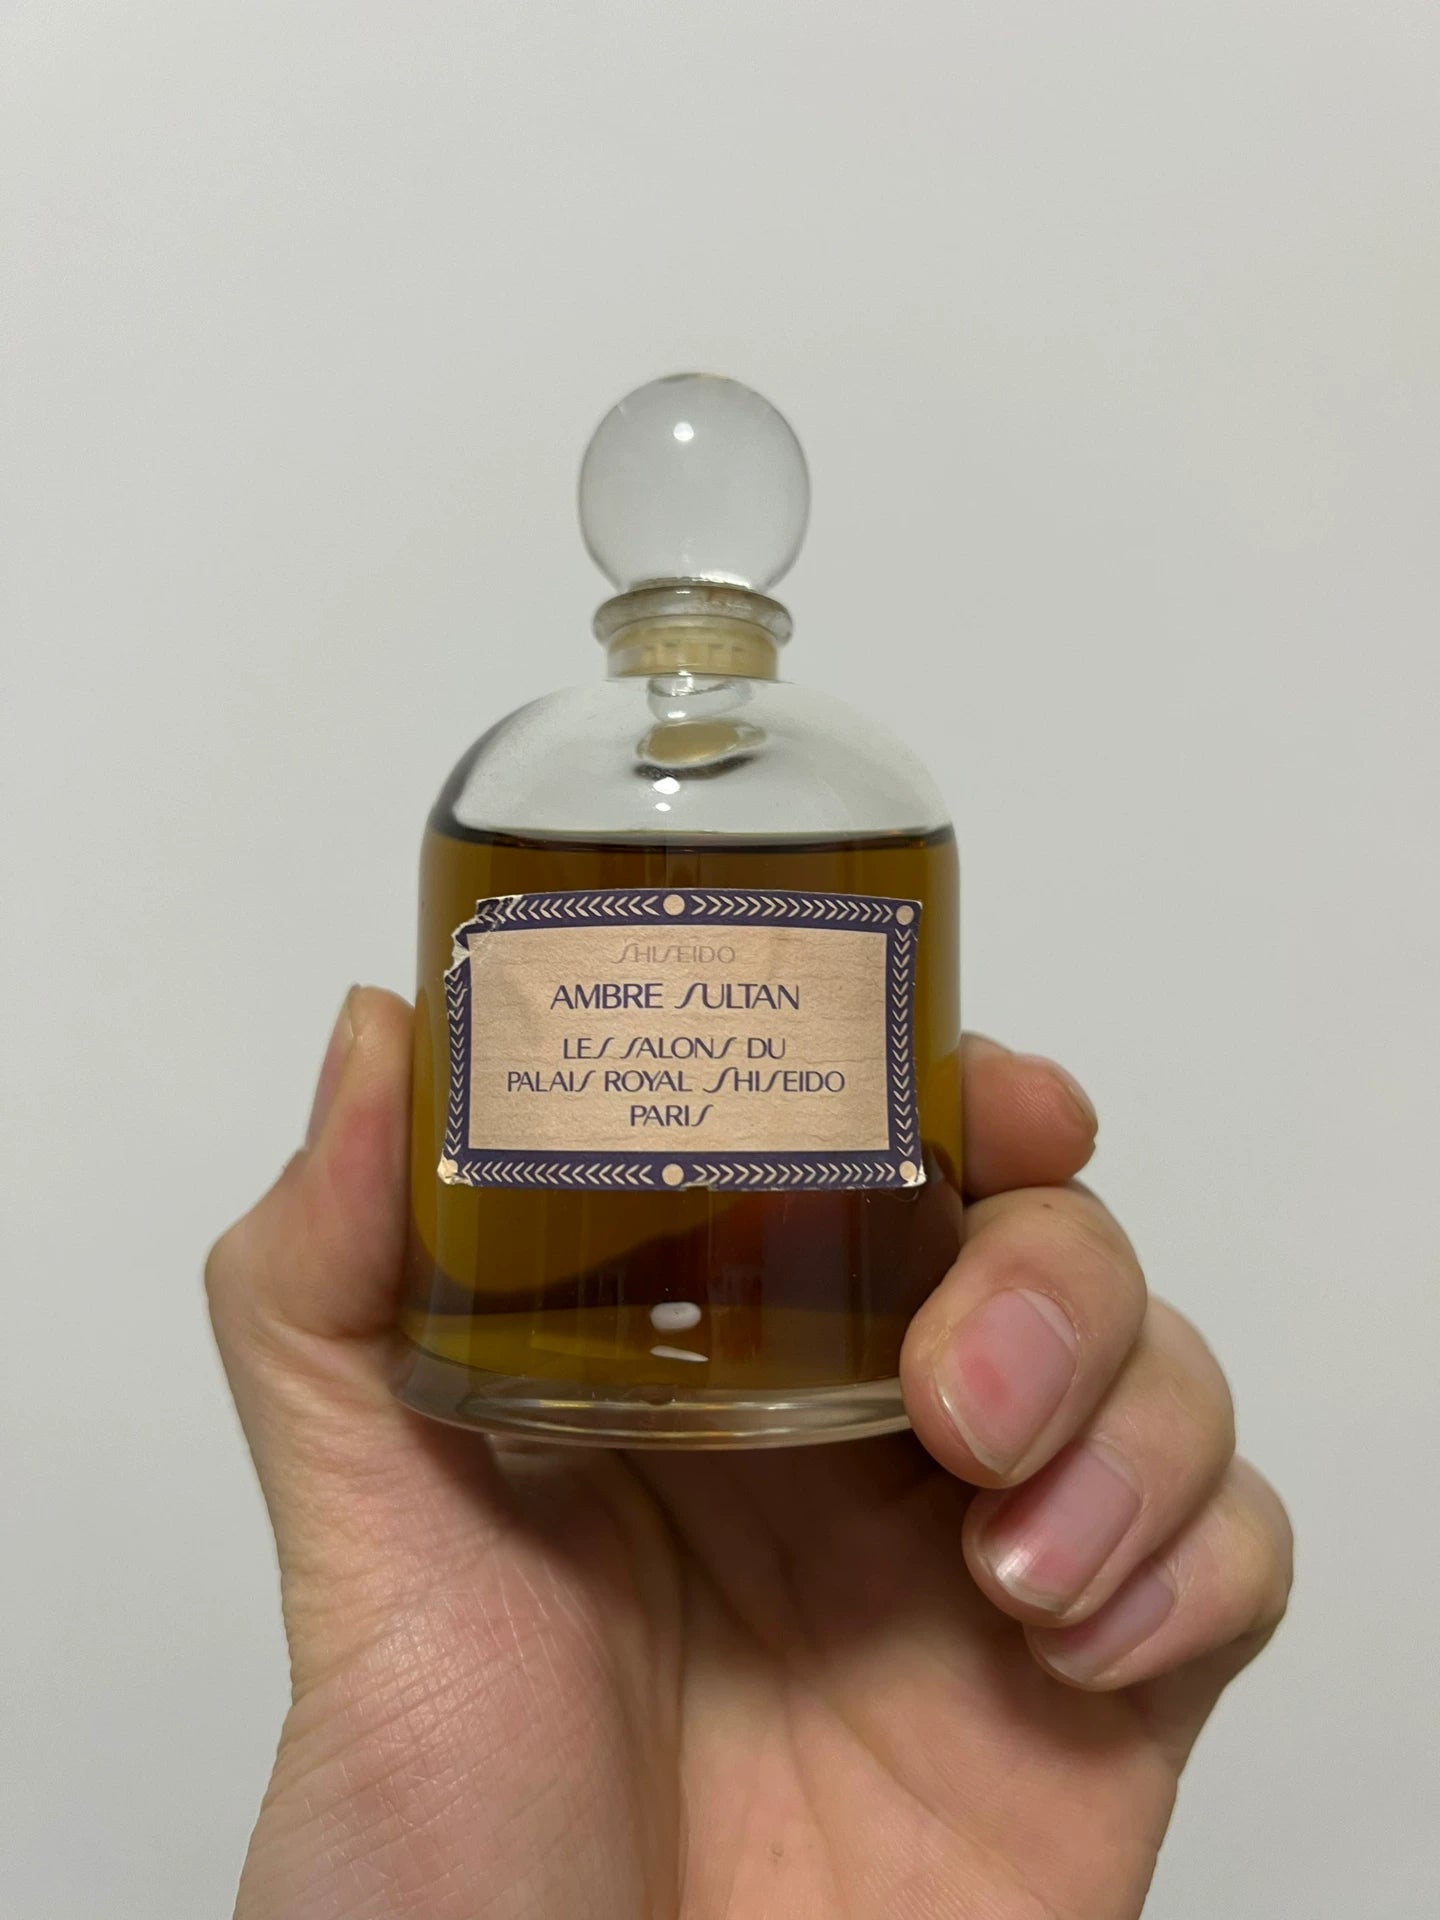 SHISEIDO
AMBRE SULTAN
LES SALONS DU
PALAIS ROYAL SHISEIDO
PARIS